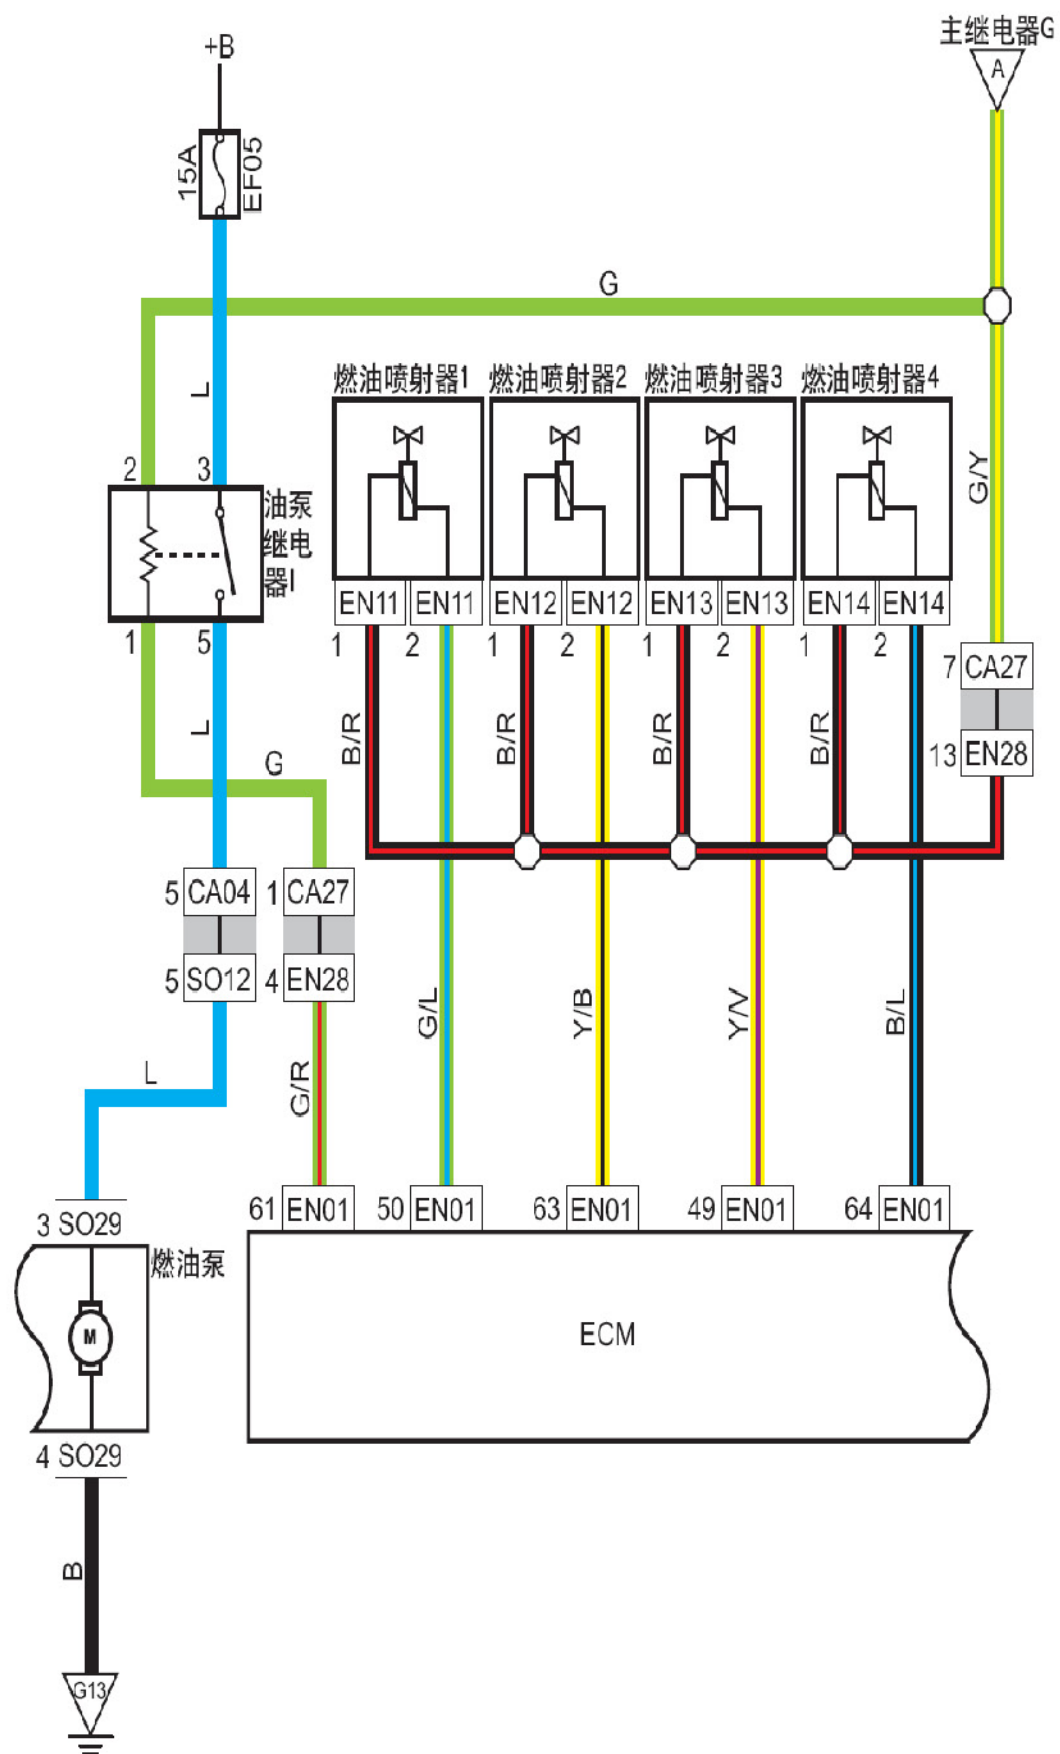 主继电器G
A
+B
15A
EF05
G
L
燃油喷射器1 燃油喷射器2 燃油喷射器3 燃油喷射器4
G/Y
2 3
油泵
继电
器I
EN11 EN11 EN12 EN12 EN13 EN13 EN14 EN14
1 5
1 2 1 2 1 2 1 2
7 CA27
L
B/R B/R B/R B/R
13 EN28
G
5 CA04 1 CA27
5 SO12 4 EN28
G/L Y/B Y/V B/L
L
G/R
61 EN01 50 EN01 63 EN01 49 EN01 64 EN01
3 SO29
燃油泵
M
ECM
4 SO29
B
G13